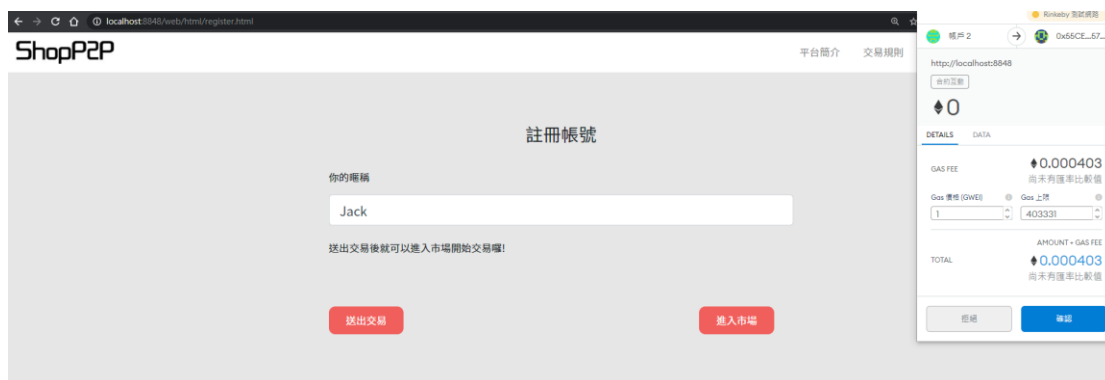 localhost:8848/web/html/register.html
ShopP2P
平台簡介
交易規則
註冊帳號
你的暱稱
Jack
送出交易後就可以進入市場開始交易囉!
送出交易
進入市場
Rinkeby 測試網路
帳戶 2
0x55CE...57...
http://localhost:8848
合約互動
0
DETAILS DATA
GAS FEE
0.000403
尚未有匯率比較值
Gas 價格 (GWEI)
Gas 上限
1
403331
AMOUNT + GAS FEE
TOTAL
0.000403
尚未有匯率比較值
拒絕
確認